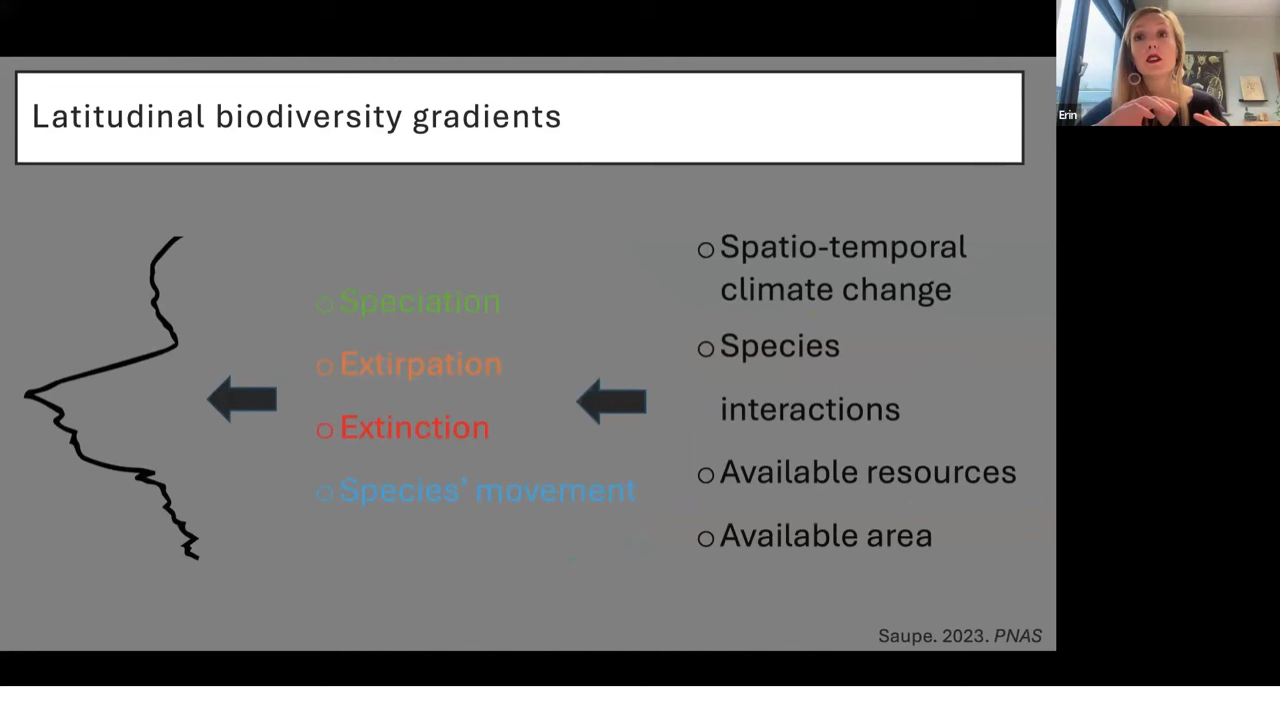 Latitudinal biodiversity gradients
Speciation
Extirpation
Extinction
Species' movement
Spatio-temporal
climate change
Species
interactions
Available resources
Available area
Saupe. 2023. PNAS
Erin